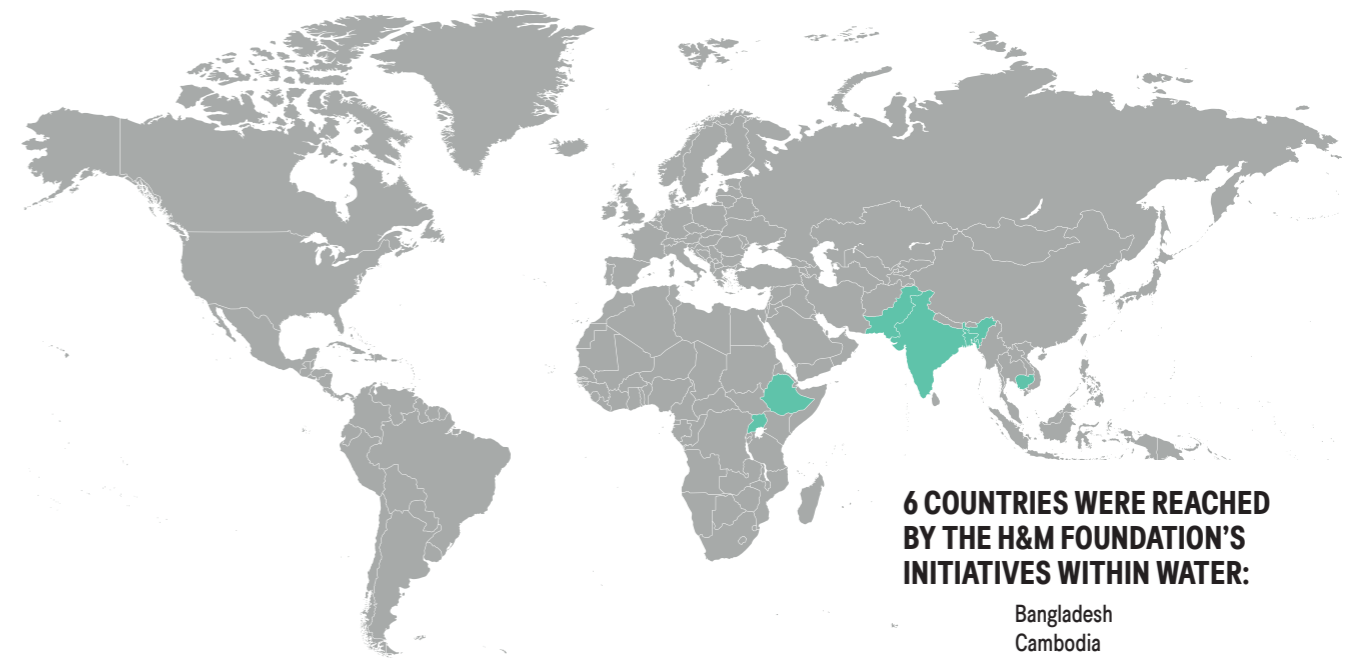 6 COUNTRIES WERE REACHED
BY THE H&M FOUNDATION’S
INITIATIVES WITHIN WATER:
Bangladesh
Cambodia